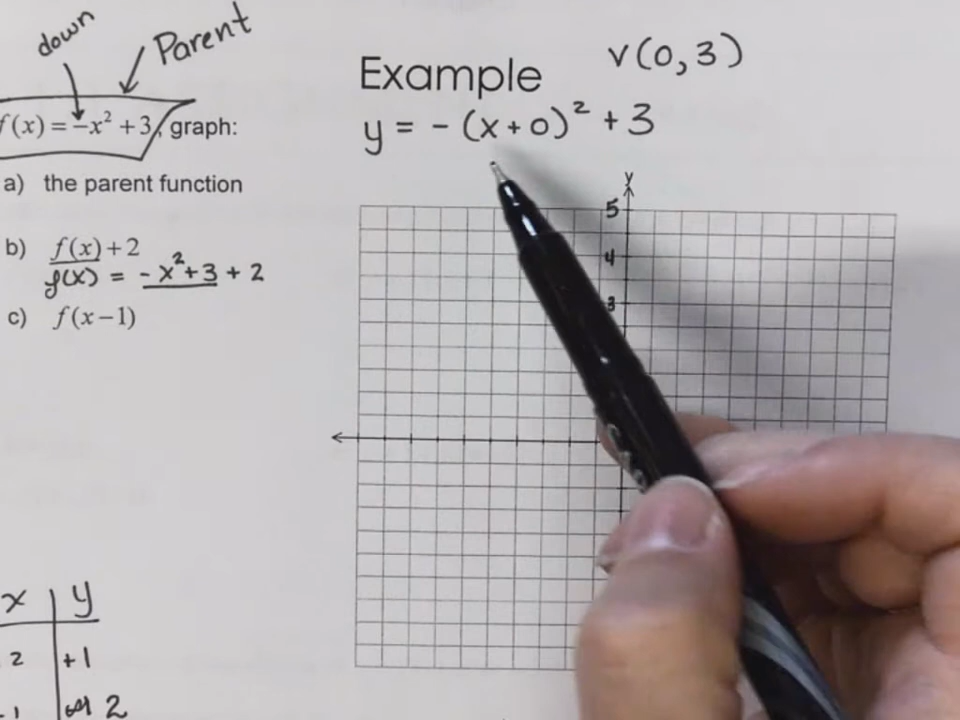 down
Parent
Example
v(0,3)
f(x) = −x² + 3, graph:
y = - (x+0)² + 3
a) the parent function
b) f(x)+2
f(x) = -x²+3 + 2
c) f(x−1)
y
5
4
3
x y
2 +1
-1 2